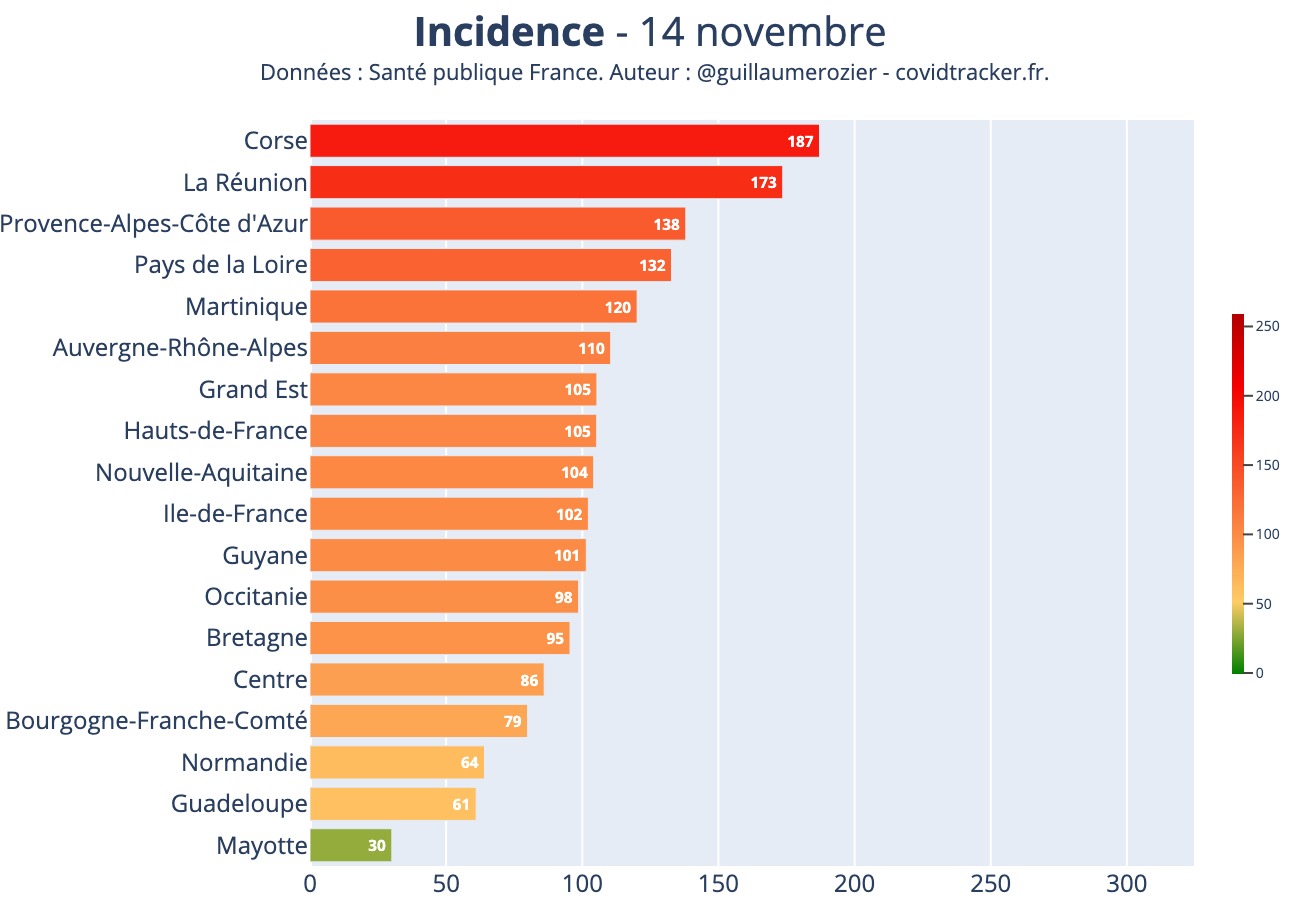 Incidence - 14 novembre
Données : Santé publique France. Auteur : @guillaumerozier - covidtracker.fr.
Corse 187
La Réunion 173
Provence-Alpes-Côte d'Azur 138
Pays de la Loire 132
Martinique 120
Auvergne-Rhône-Alpes 110
Grand Est 105
Hauts-de-France 105
Nouvelle-Aquitaine 104
Ile-de-France 102
Guyane 101
Occitanie 98
Bretagne 95
Centre 86
Bourgogne-Franche-Comté 79
Normandie 64
Guadeloupe 61
Mayotte 30
0 50 100 150 200 250 300
250
200
150
100
50
0